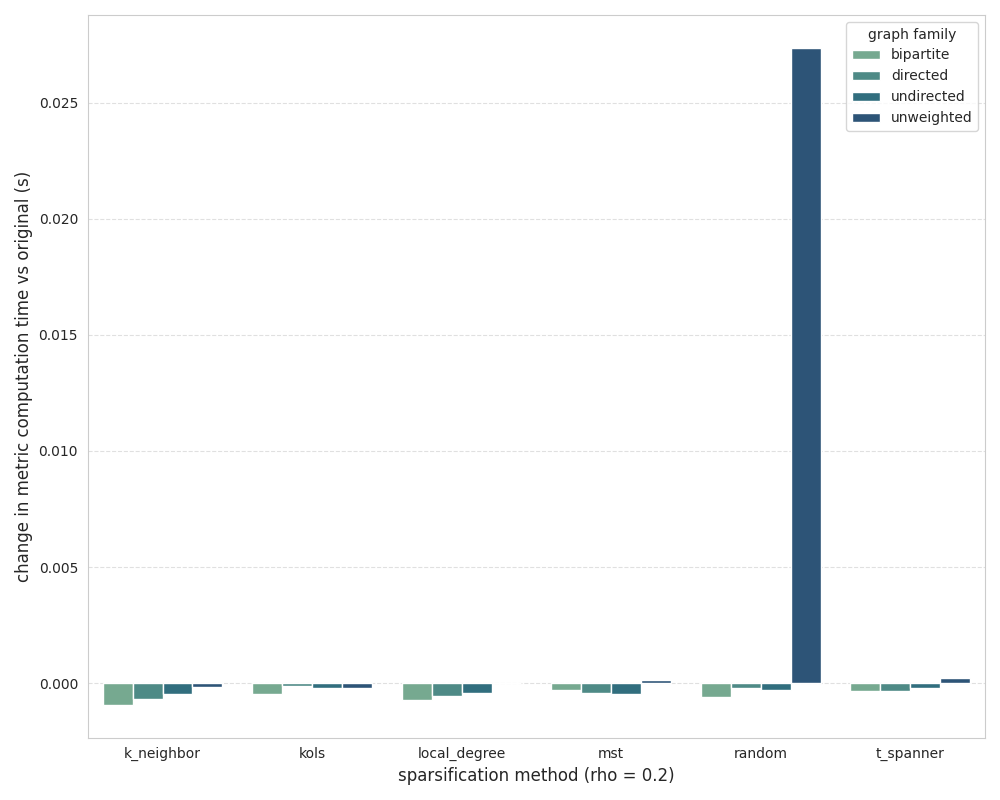 graph family
bipartite
directed
undirected
unweighted
change in metric computation time vs original (s)
0.025
0.020
0.015
0.010
0.005
0.000
k_neighbor
kols
local_degree
mst
random
t_spanner
sparsification method (rho = 0.2)